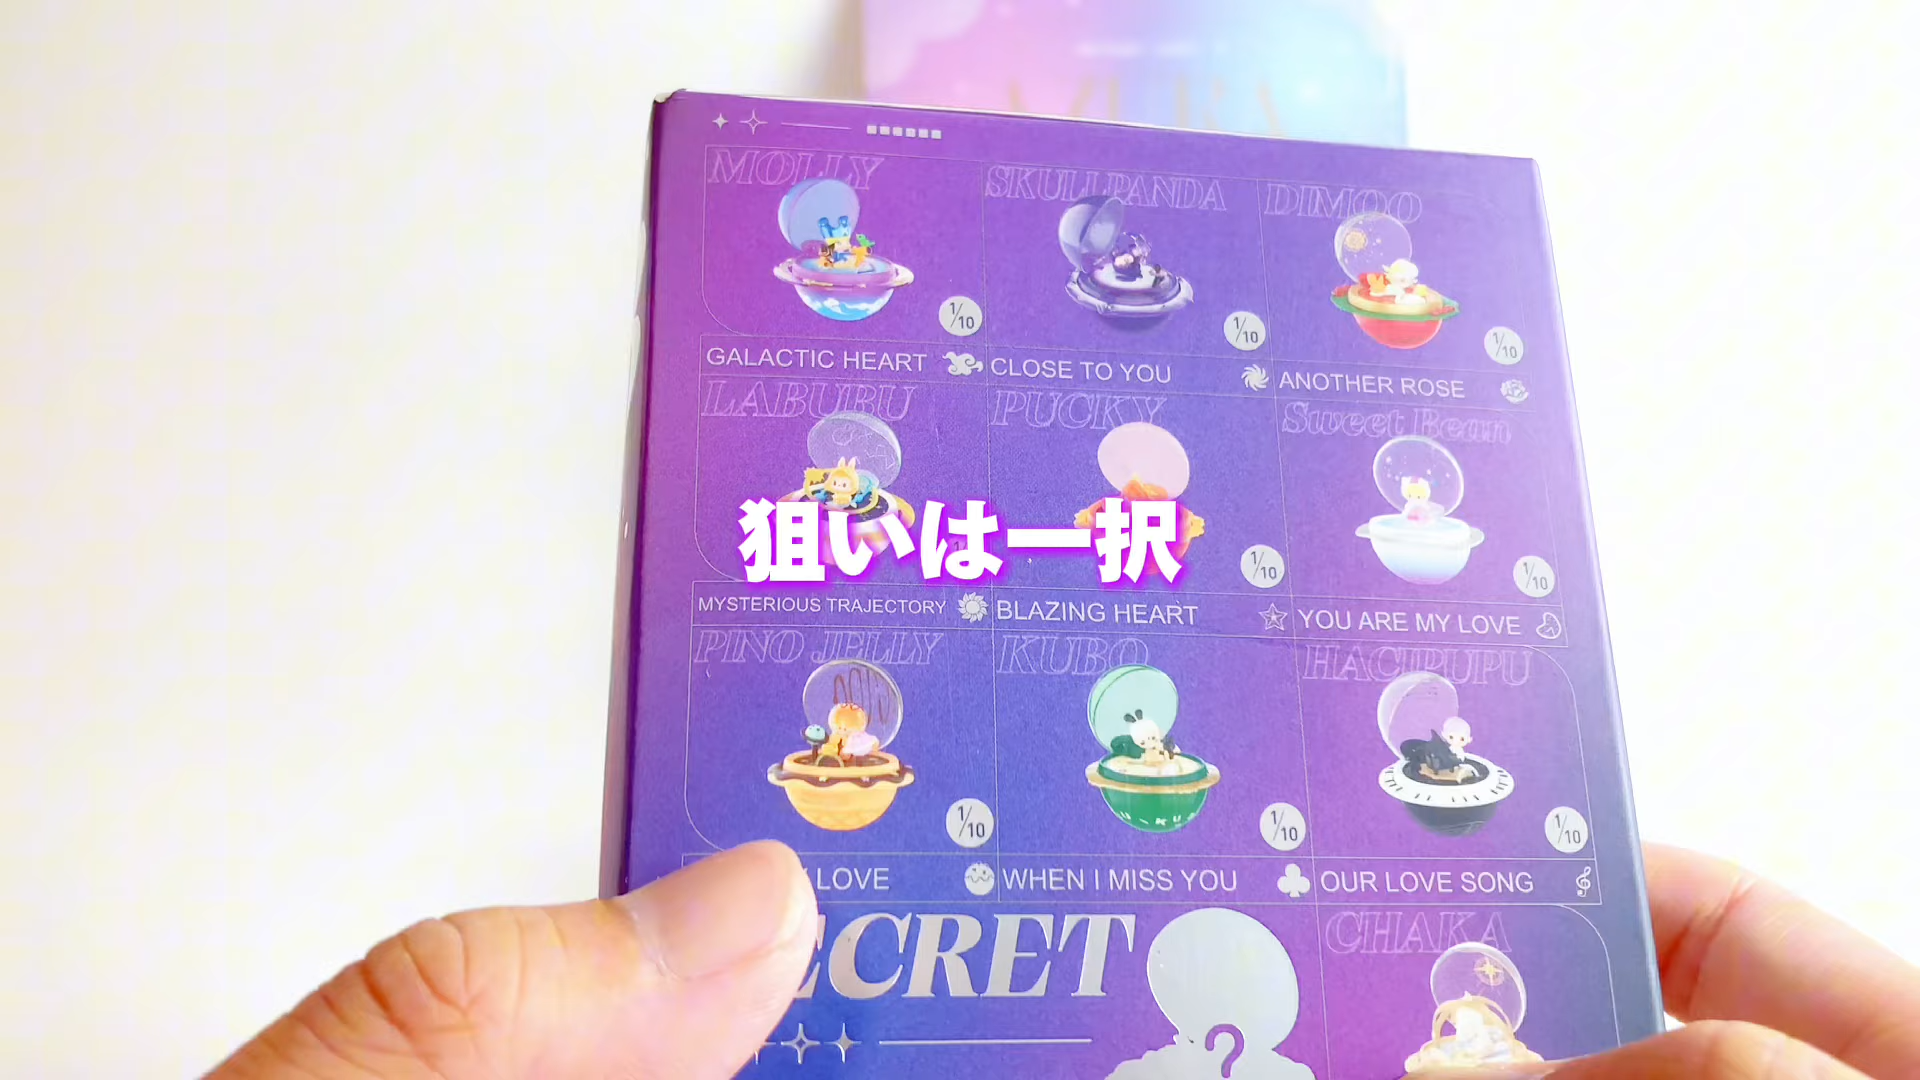 MOLLY
SKULLPANDA
DIMOO
1/10
1/10
1/10
GALACTIC HEART
CLOSE TO YOU
ANOTHER ROSE
LABUBU
PUCKY
Sweet Bean
狙いは一択
1/10
1/10
MYSTERIOUS TRAJECTORY
BLAZING HEART
YOU ARE MY LOVE
PINO JELLY
KUBO
HACIPUPU
1/10
1/10
1/10
LOVE
WHEN I MISS YOU
OUR LOVE SONG
ECRET
CHAKA
?